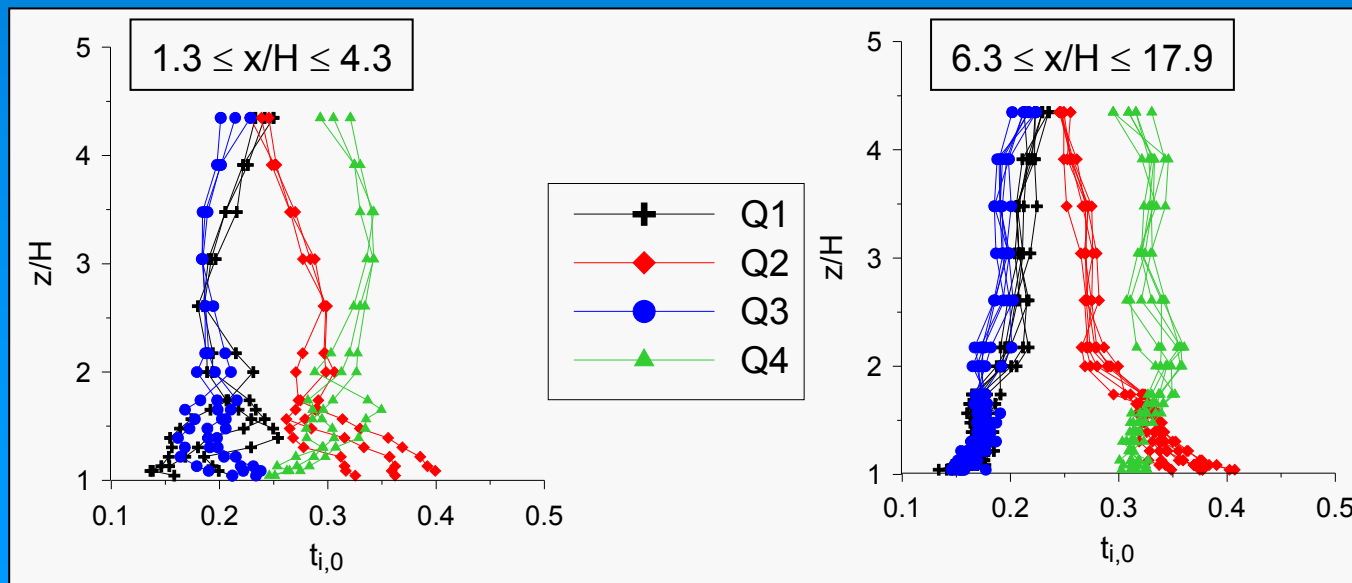 1.3 ≤ x/H ≤ 4.3
5
4
3
2
1
z/H
0.1 0.2 0.3 0.4 0.5
t_{i,0}
Q1
Q2
Q3
Q4
6.3 ≤ x/H ≤ 17.9
5
4
3
2
1
z/H
0.1 0.2 0.3 0.4 0.5
t_{i,0}